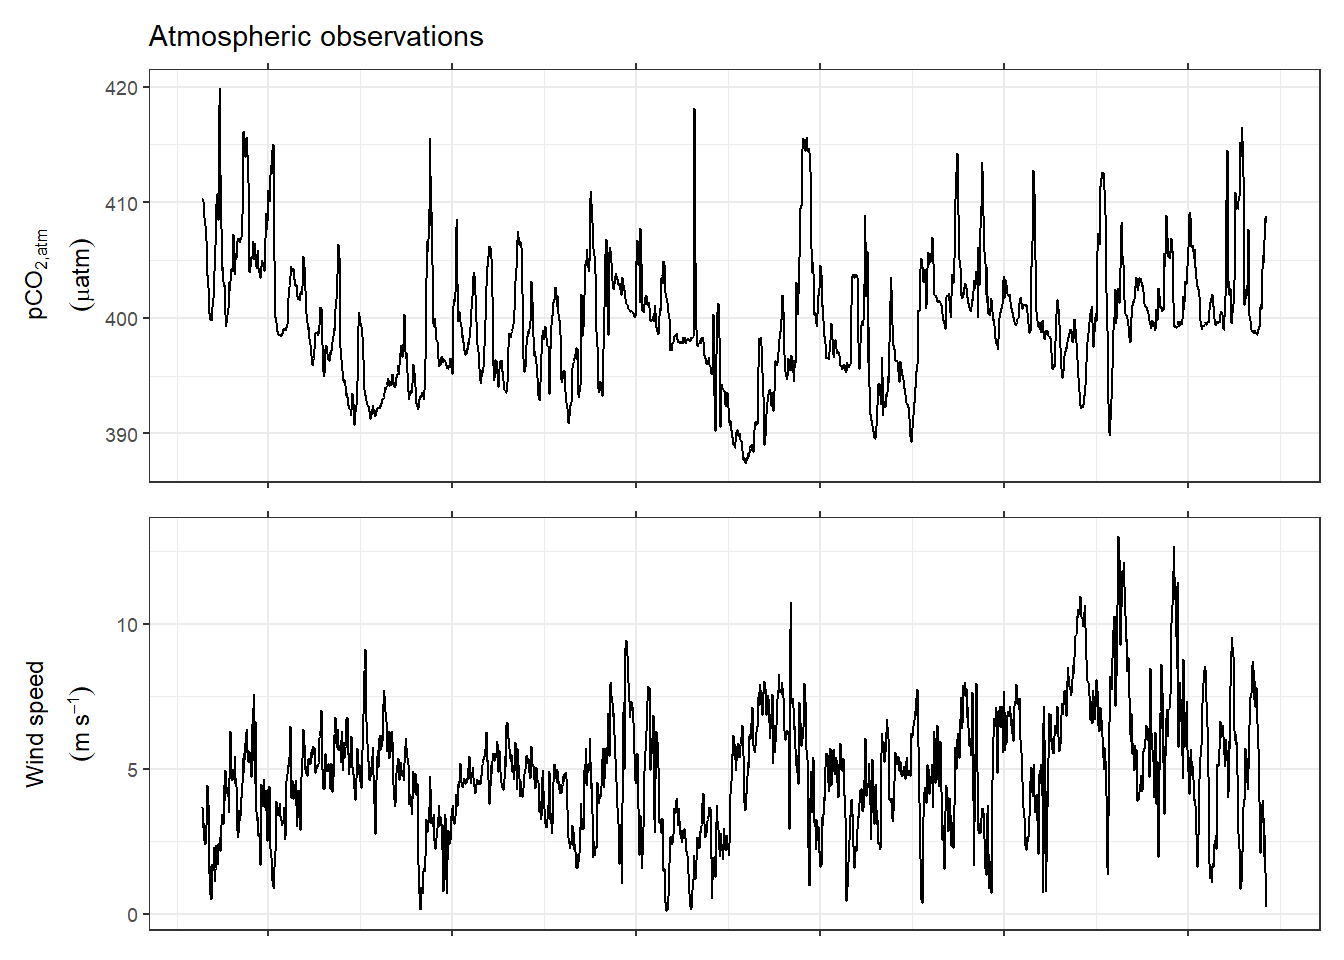 Atmospheric observations
pCO2,atm
(μatm)
420
410
400
390
Wind speed
(m s−1)
10
5
0